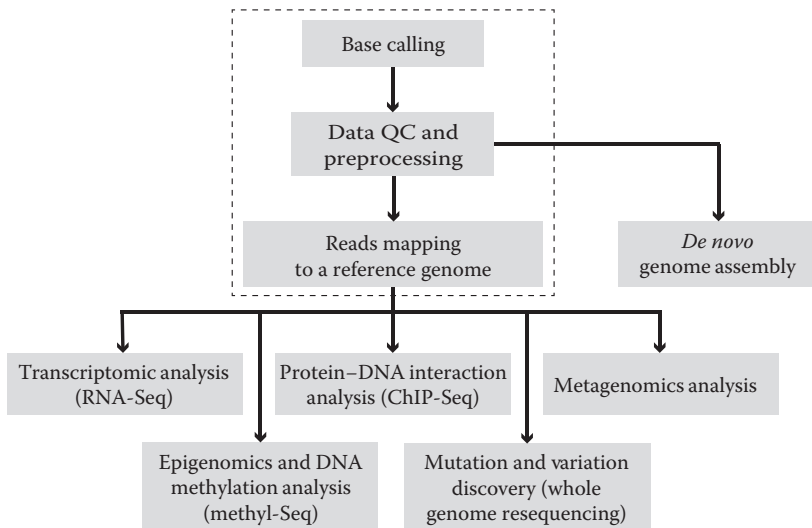 Base calling
Data QC and
preprocessing
Reads mapping
to a reference genome
De novo
genome assembly
Transcriptomic analysis
(RNA-Seq)
Protein–DNA interaction
analysis (ChIP-Seq)
Metagenomics analysis
Epigenomics and DNA
methylation analysis
(methyl-Seq)
Mutation and variation
discovery (whole
genome resequencing)